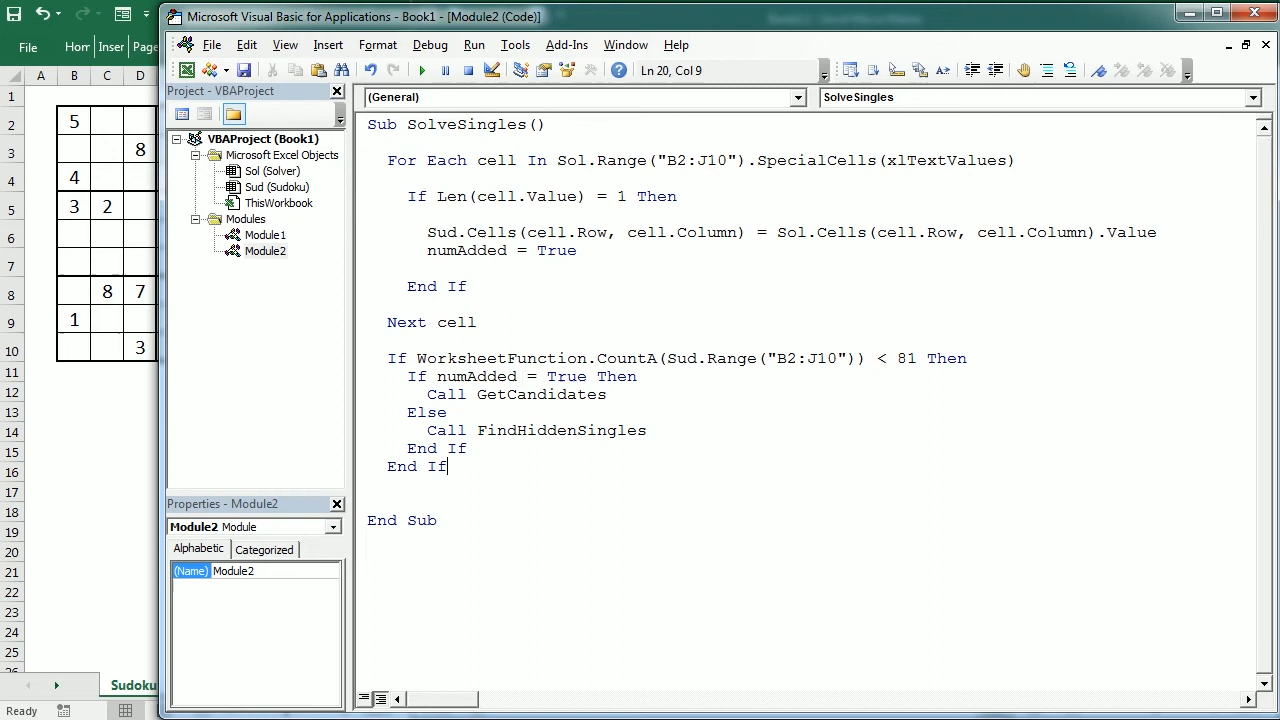 Microsoft Visual Basic for Applications - Book1 - [Module2 (Code)]
File Hor Inser Page
File Edit View Insert Format Debug Run Tools Add-Ins Window Help
Ln 20, Col 9
Project - VBAProject
(General) SolveSingles
VBAProject (Book1)
Microsoft Excel Objects
Sol (Solver)
Sud (Sudoku)
ThisWorkbook
Modules
Module1
Module2
Properties - Module2
Module2 Module
Alphabetic Categorized
(Name) Module2
Sub SolveSingles()
For Each cell In Sol.Range("B2:J10").SpecialCells(xlTextValues)
If Len(cell.Value) = 1 Then
Sud.Cells(cell.Row, cell.Column) = Sol.Cells(cell.Row, cell.Column).Value
numAdded = True
End If
Next cell
If WorksheetFunction.CountA(Sud.Range("B2:J10")) < 81 Then
If numAdded = True Then
Call GetCandidates
Else
Call FindHiddenSingles
End If
End If
End Sub
A B C D
1
2 5
3 8
4 4
5 3 2
6
7
8 8 7
9 1
10 3
11
12
13
14
15
16
17
18
19
20
21
22
23
24
25
Sudoku
Ready